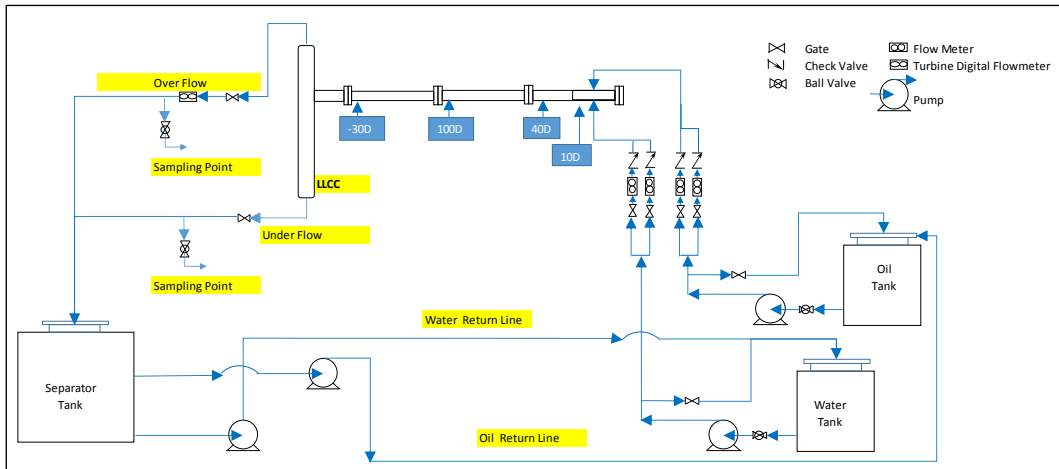 Gate
Flow Meter
Check Valve
Turbine Digital Flowmeter
Ball Valve
Pump
Over Flow
Sampling Point
-30D
100D
40D
10D
LLCC
Under Flow
Sampling Point
Oil
Tank
Water Return Line
Separator
Tank
Water
Tank
Oil Return Line